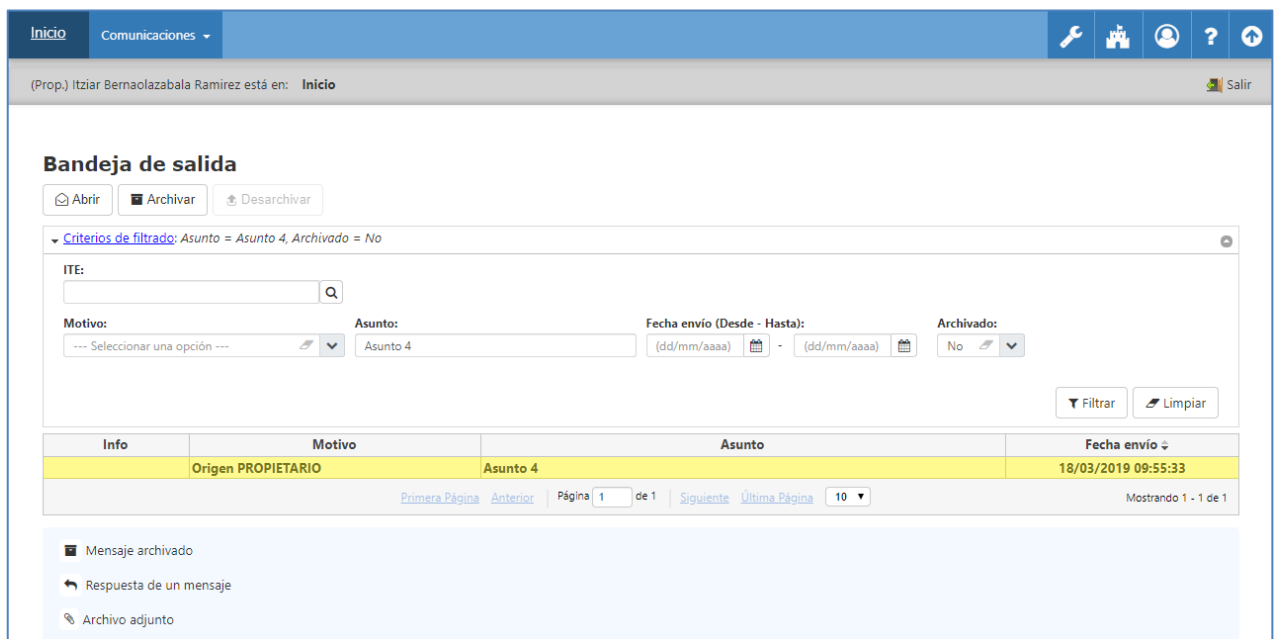 Inicio Comunicaciones
(Prop.) Itziar Bernaolazabala Ramirez está en: Inicio Salir
Bandeja de salida
Abrir Archivar Desarchivar
Criterios de filtrado: Asunto = Asunto 4, Archivado = No
ITE:
Motivo: Asunto: Fecha envío (Desde - Hasta): Archivado:
--- Seleccionar una opción --- Asunto 4 (dd/mm/aaaa) - (dd/mm/aaaa) No
Filtrar Limpiar
Info Motivo Asunto Fecha envío
Origen PROPIETARIO Asunto 4 18/03/2019 09:55:33
Primera Página Anterior Página 1 de 1 Siguiente Última Página 10 Mostrando 1 - 1 de 1
Mensaje archivado
Respuesta de un mensaje
Archivo adjunto